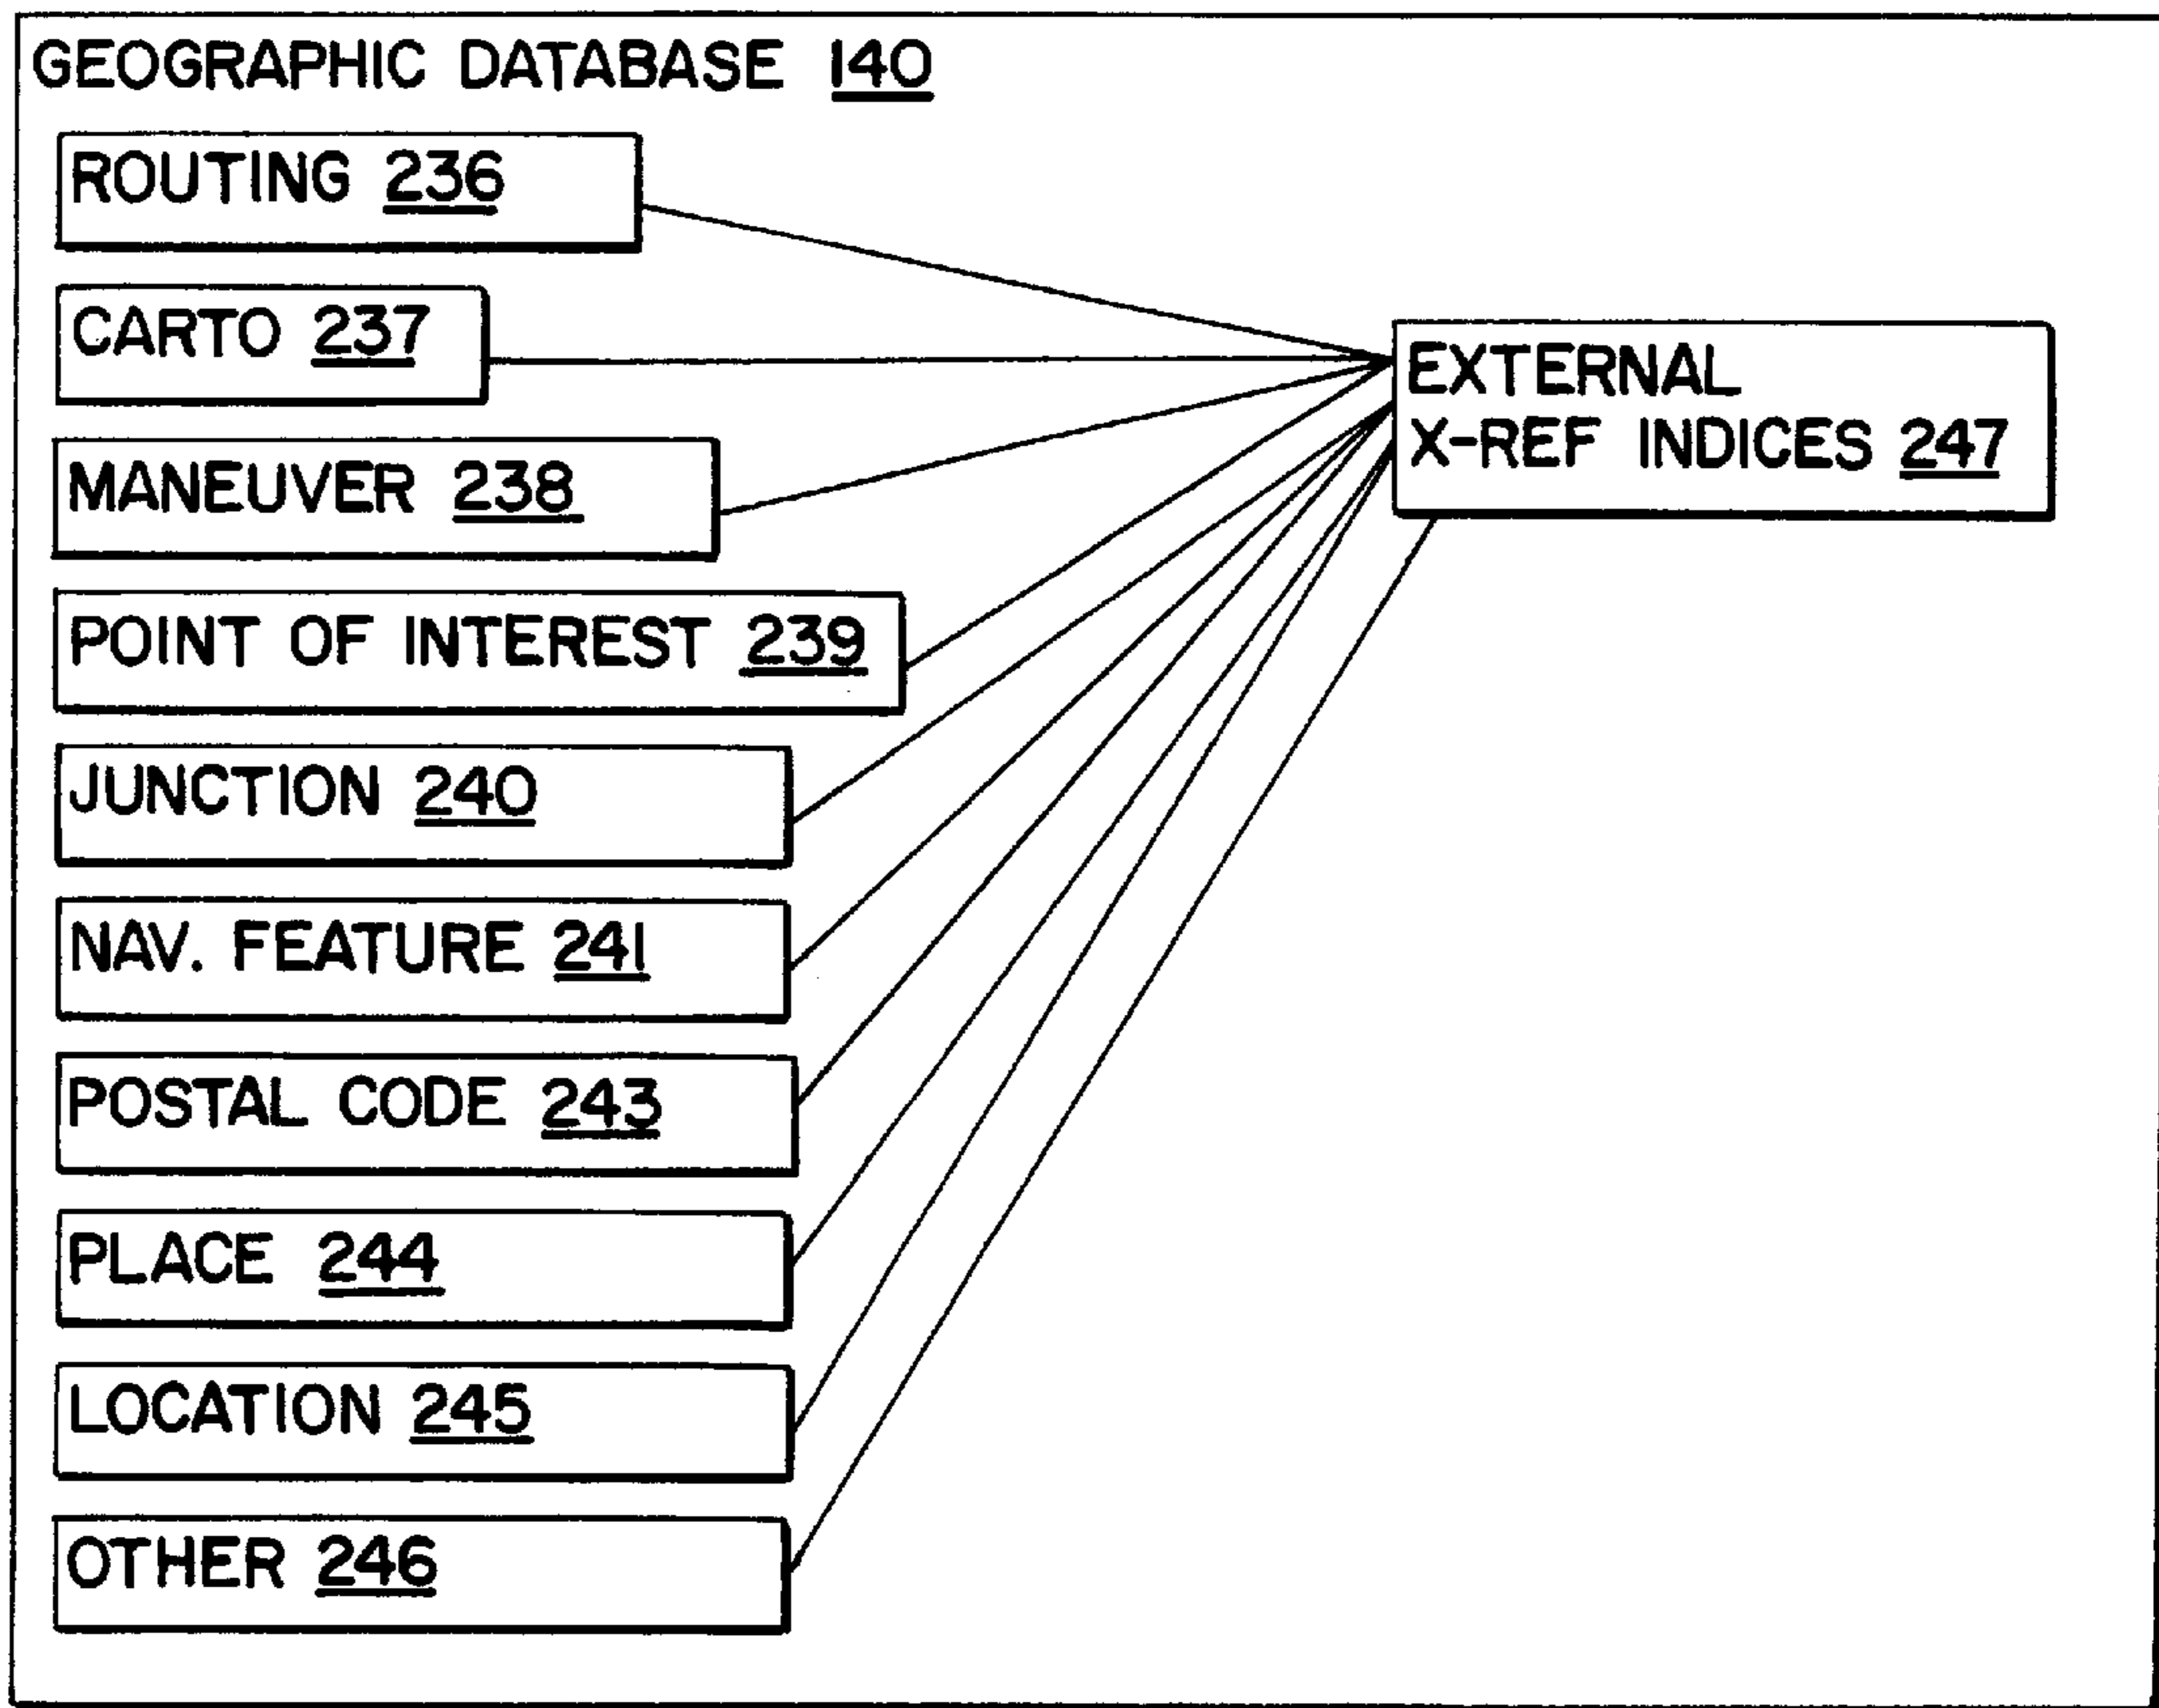 GEOGRAPHIC DATABASE 140
ROUTING 236
CARTO 237
MANEUVER 238
POINT OF INTEREST 239
JUNCTION 240
NAV. FEATURE 241
POSTAL CODE 243
PLACE 244
LOCATION 245
OTHER 246
EXTERNAL
X-REF INDICES 247